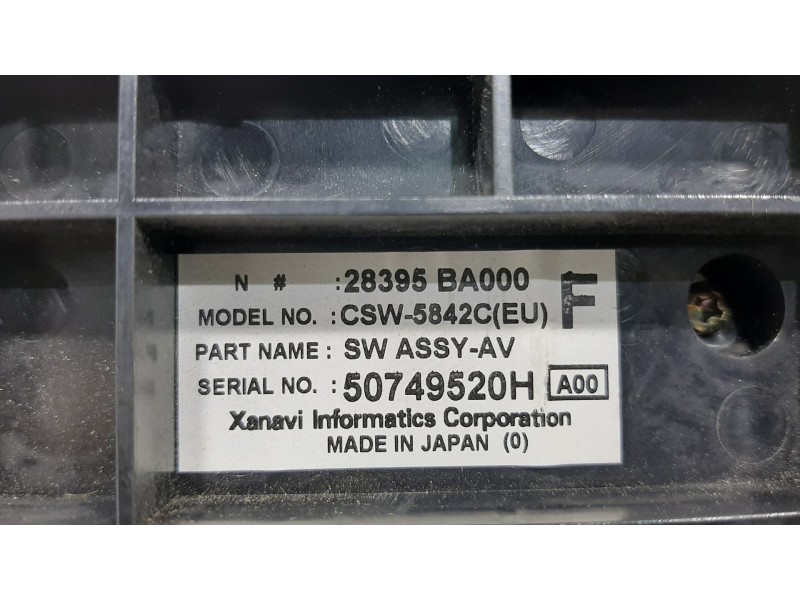 N # : 28395 BA000
F
MODEL NO. : CSW-5842C(EU)
PART NAME : SW ASSY-AV
SERIAL NO. : 50749520H A00
Xanavi Informatics Corporation
MADE IN JAPAN (0)